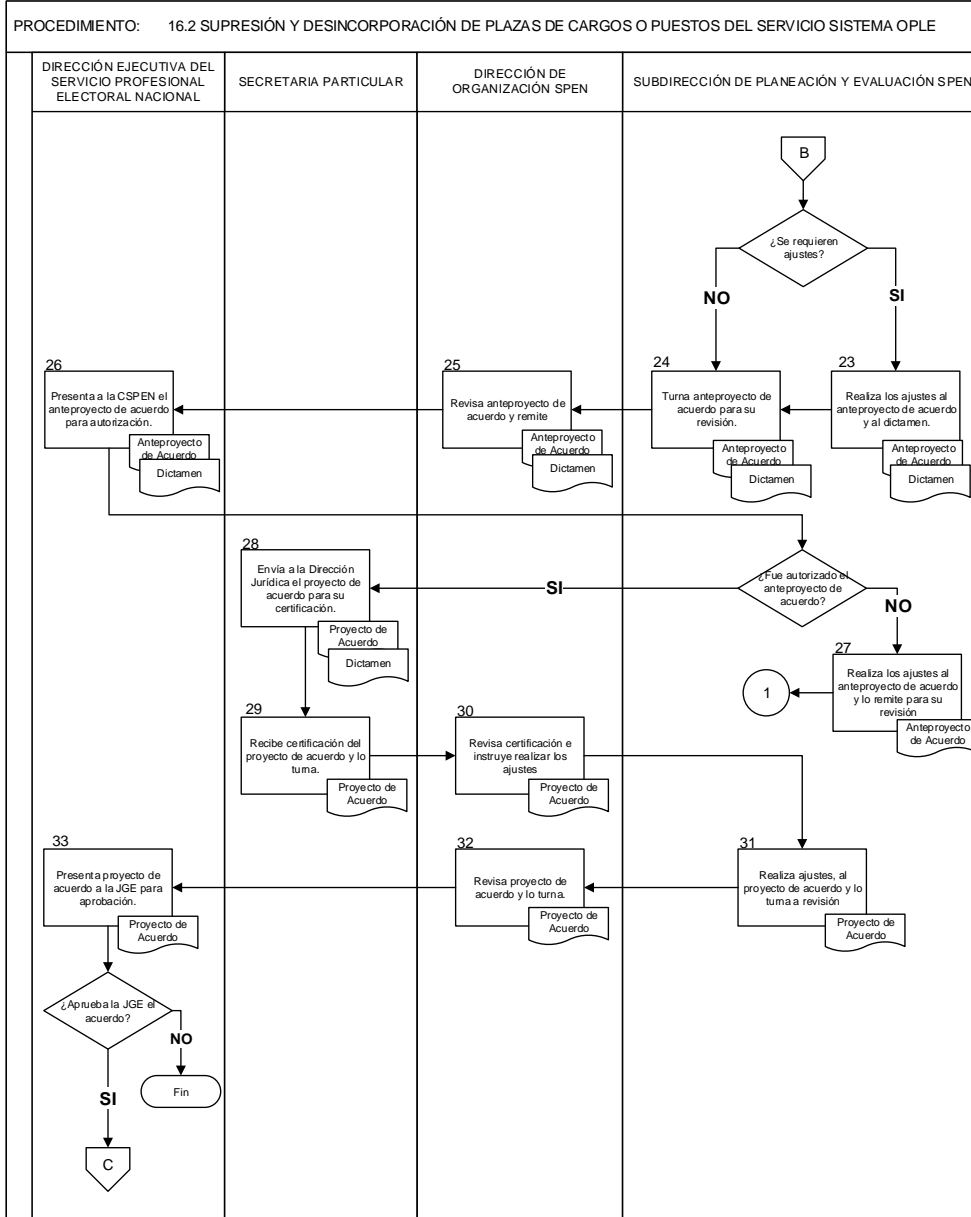 PROCEDIMIENTO: 16.2 SUPRESIÓN Y DESINCORPORACIÓN DE PLAZAS DE CARGOS O PUESTOS DEL SERVICIO SISTEMA OPLE
DIRECCIÓN EJECUTIVA DEL
SERVICIO PROFESIONAL
ELECTORAL NACIONAL
SECRETARIA PARTICULAR
DIRECCIÓN DE
ORGANIZACIÓN SPEN
SUBDIRECCIÓN DE PLANEACIÓN Y EVALUACIÓN SPEN
B
¿Se requieren
ajustes?
NO
SI
26
Presenta a la CSPEN el
anteproyecto de acuerdo
para autorización.
Anteproyecto
de Acuerdo
Dictamen
25
Revisa anteproyecto de
acuerdo y remite
Anteproyecto
de Acuerdo
Dictamen
24
Turna anteproyecto de
acuerdo para su
revisión.
Anteproyecto
de Acuerdo
Dictamen
23
Realiza los ajustes al
anteproyecto de acuerdo
y al dictamen.
Anteproyecto
de Acuerdo
Dictamen
28
Envía a la Dirección
Jurídica el proyecto de
acuerdo para su
certificación.
Proyecto de
Acuerdo
Dictamen
SI
¿Fue autorizado el
anteproyecto de
acuerdo?
NO
27
Realiza los ajustes al
anteproyecto de acuerdo
y lo remite para su
revisión
Anteproyecto
de Acuerdo
1
29
Recibe certificación del
proyecto de acuerdo y lo
turna.
Proyecto de
Acuerdo
30
Revisa certificación e
instruye realizar los
ajustes
Proyecto de
Acuerdo
33
Presenta proyecto de
acuerdo a la JGE para
aprobación.
Proyecto de
Acuerdo
32
Revisa proyecto de
acuerdo y lo turna.
Proyecto de
Acuerdo
31
Realiza ajustes, al
proyecto de acuerdo y lo
turna a revisión
Proyecto de
Acuerdo
¿Aprueba la JGE el
acuerdo?
NO
Fin
SI
C